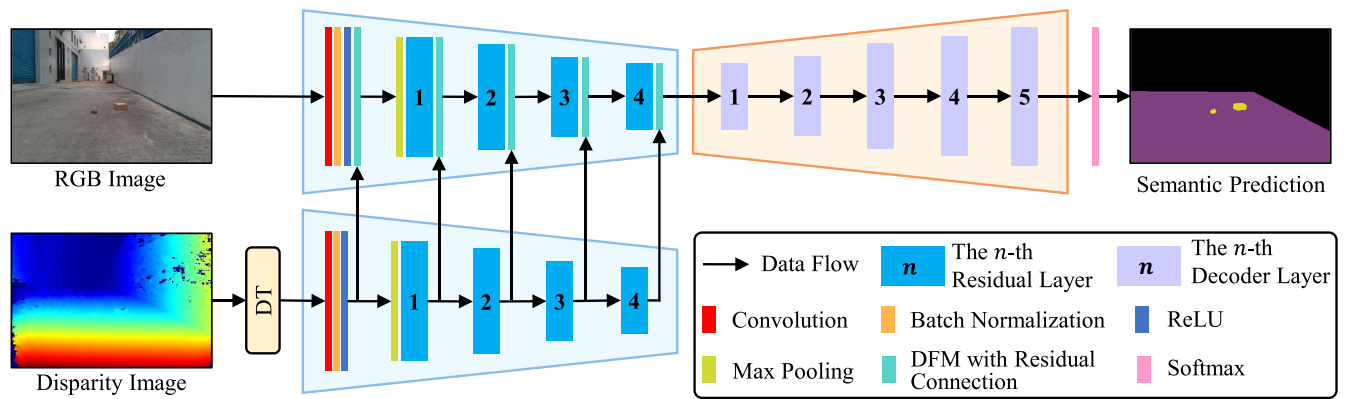 1
2
3
4
1
2
3
4
5
RGB Image
Semantic Prediction
DT
1
2
3
4
Disparity Image
Data Flow
n
The n-th
Residual Layer
n
The n-th
Decoder Layer
Convolution
Batch Normalization
ReLU
Max Pooling
DFM with Residual
Connection
Softmax